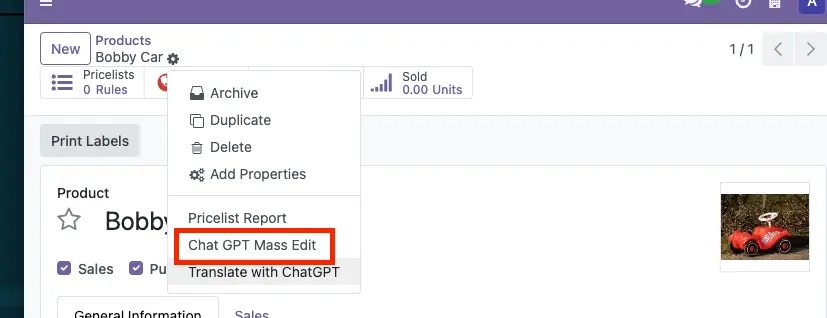 A
New
Products
Bobby Car
1 / 1
Pricelists
0 Rules
Sold
0.00 Units
Archive
Duplicate
Delete
Add Properties
Print Labels
Pricelist Report
Chat GPT Mass Edit
Translate with ChatGPT
Product
Bobby
Sales
Pu
General Information
Sales